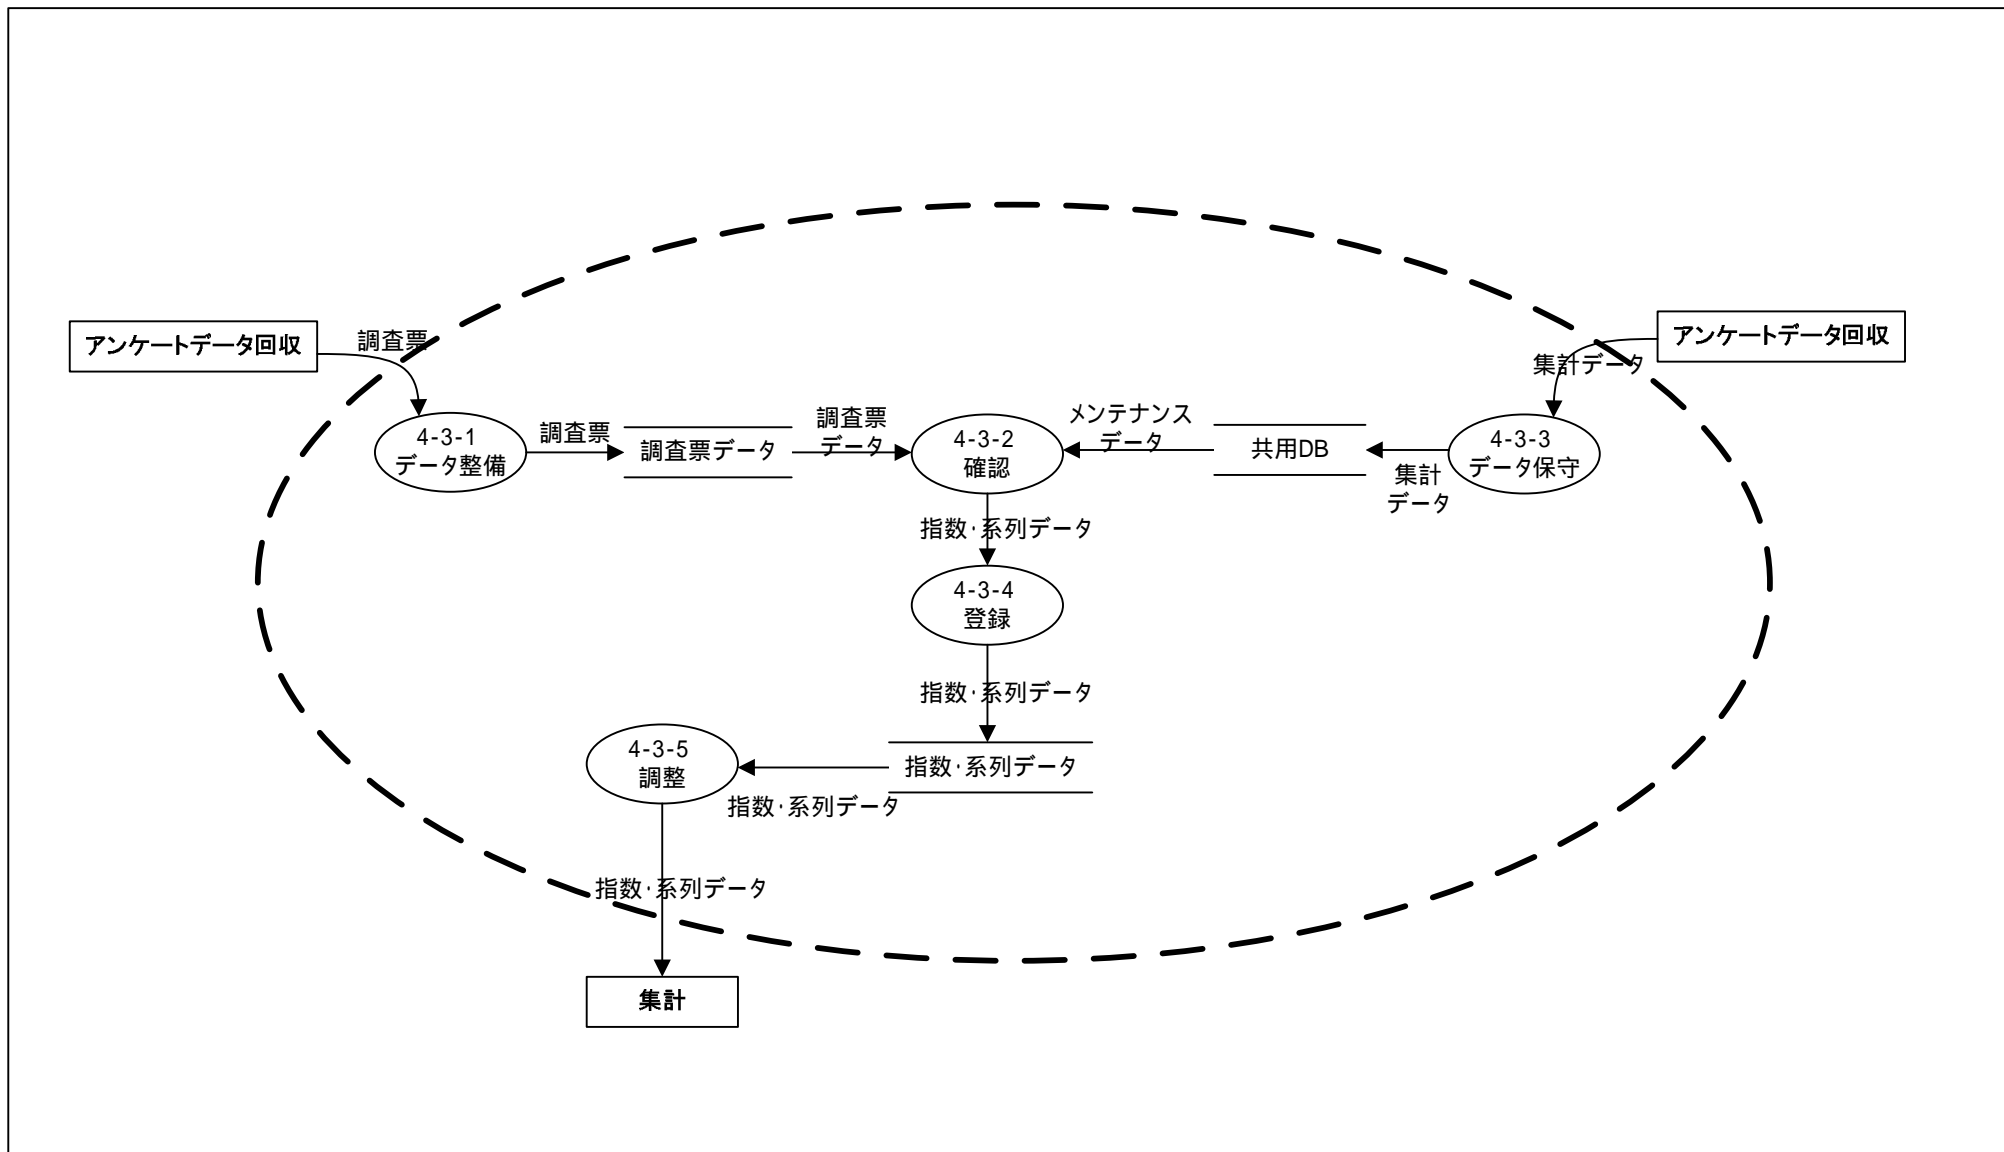 アンケートデータ回収
調査票
アンケートデータ回収
集計データ
4-3-1
データ整備
調査票
調査票データ
調査票
データ
4-3-2
確認
メンテナンス
データ
共用DB
集計
データ
4-3-3
データ保守
指数・系列データ
4-3-4
登録
指数・系列データ
指数・系列データ
4-3-5
調整
指数・系列データ
指数・系列データ
集計